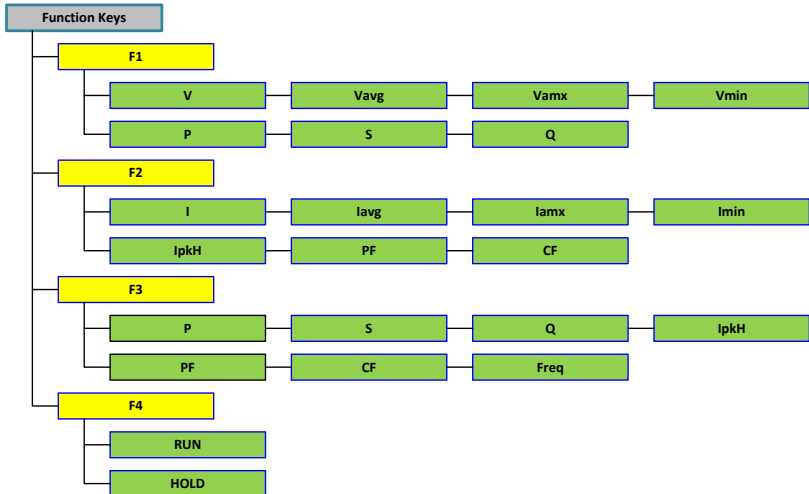 Function Keys
F1
V Vavg Vamx Vmin
P S Q
F2
I Iavg Iamx Imin
IpkH PF CF
F3
P S Q IpkH
PF CF Freq
F4
RUN
HOLD